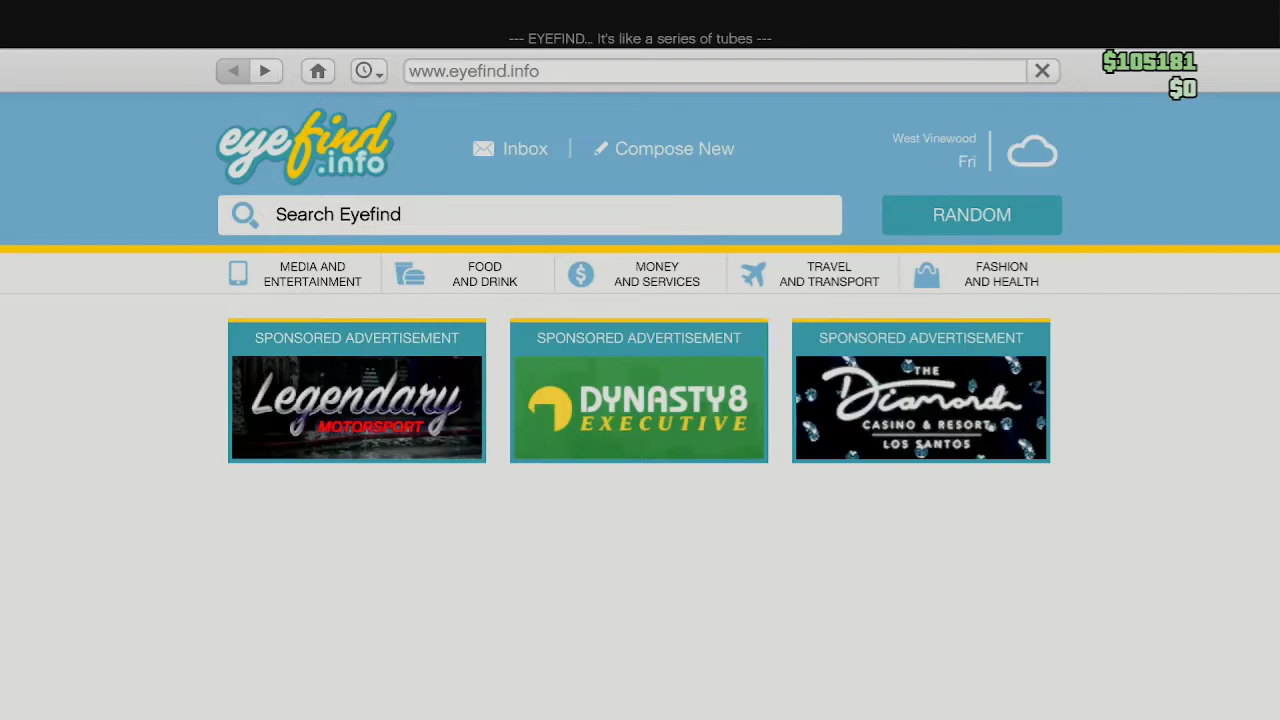 --- EYEFIND... It's like a series of tubes ---
www.eyefind.info
$105181
$0
eyefind
.info
Inbox
Compose New
West Vinewood
Fri
Search Eyefind
RANDOM
MEDIA AND
ENTERTAINMENT
FOOD
AND DRINK
MONEY
AND SERVICES
TRAVEL
AND TRANSPORT
FASHION
AND HEALTH
SPONSORED ADVERTISEMENT
Legendary
MOTORSPORT
SPONSORED ADVERTISEMENT
DYNASTY8
EXECUTIVE
SPONSORED ADVERTISEMENT
THE
Diamond
CASINO & RESORT
LOS SANTOS